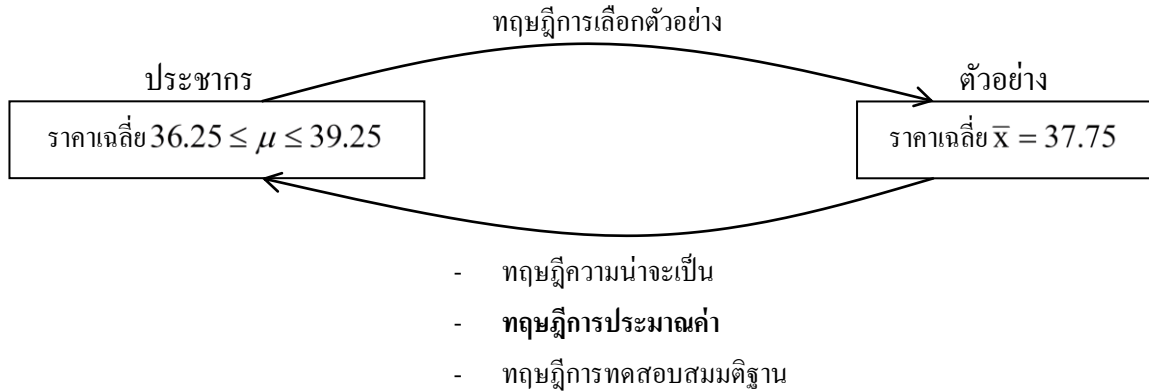 ทฤษฎีการเลือกตัวอย่าง
ประชากร
ตัวอย่าง
ราคาเฉลี่ย 36.25 ≤ μ ≤ 39.25
ราคาเฉลี่ย x̄ = 37.75
- ทฤษฎีความน่าจะเป็น
- ทฤษฎีการประมาณค่า
- ทฤษฎีการทดสอบสมมติฐาน